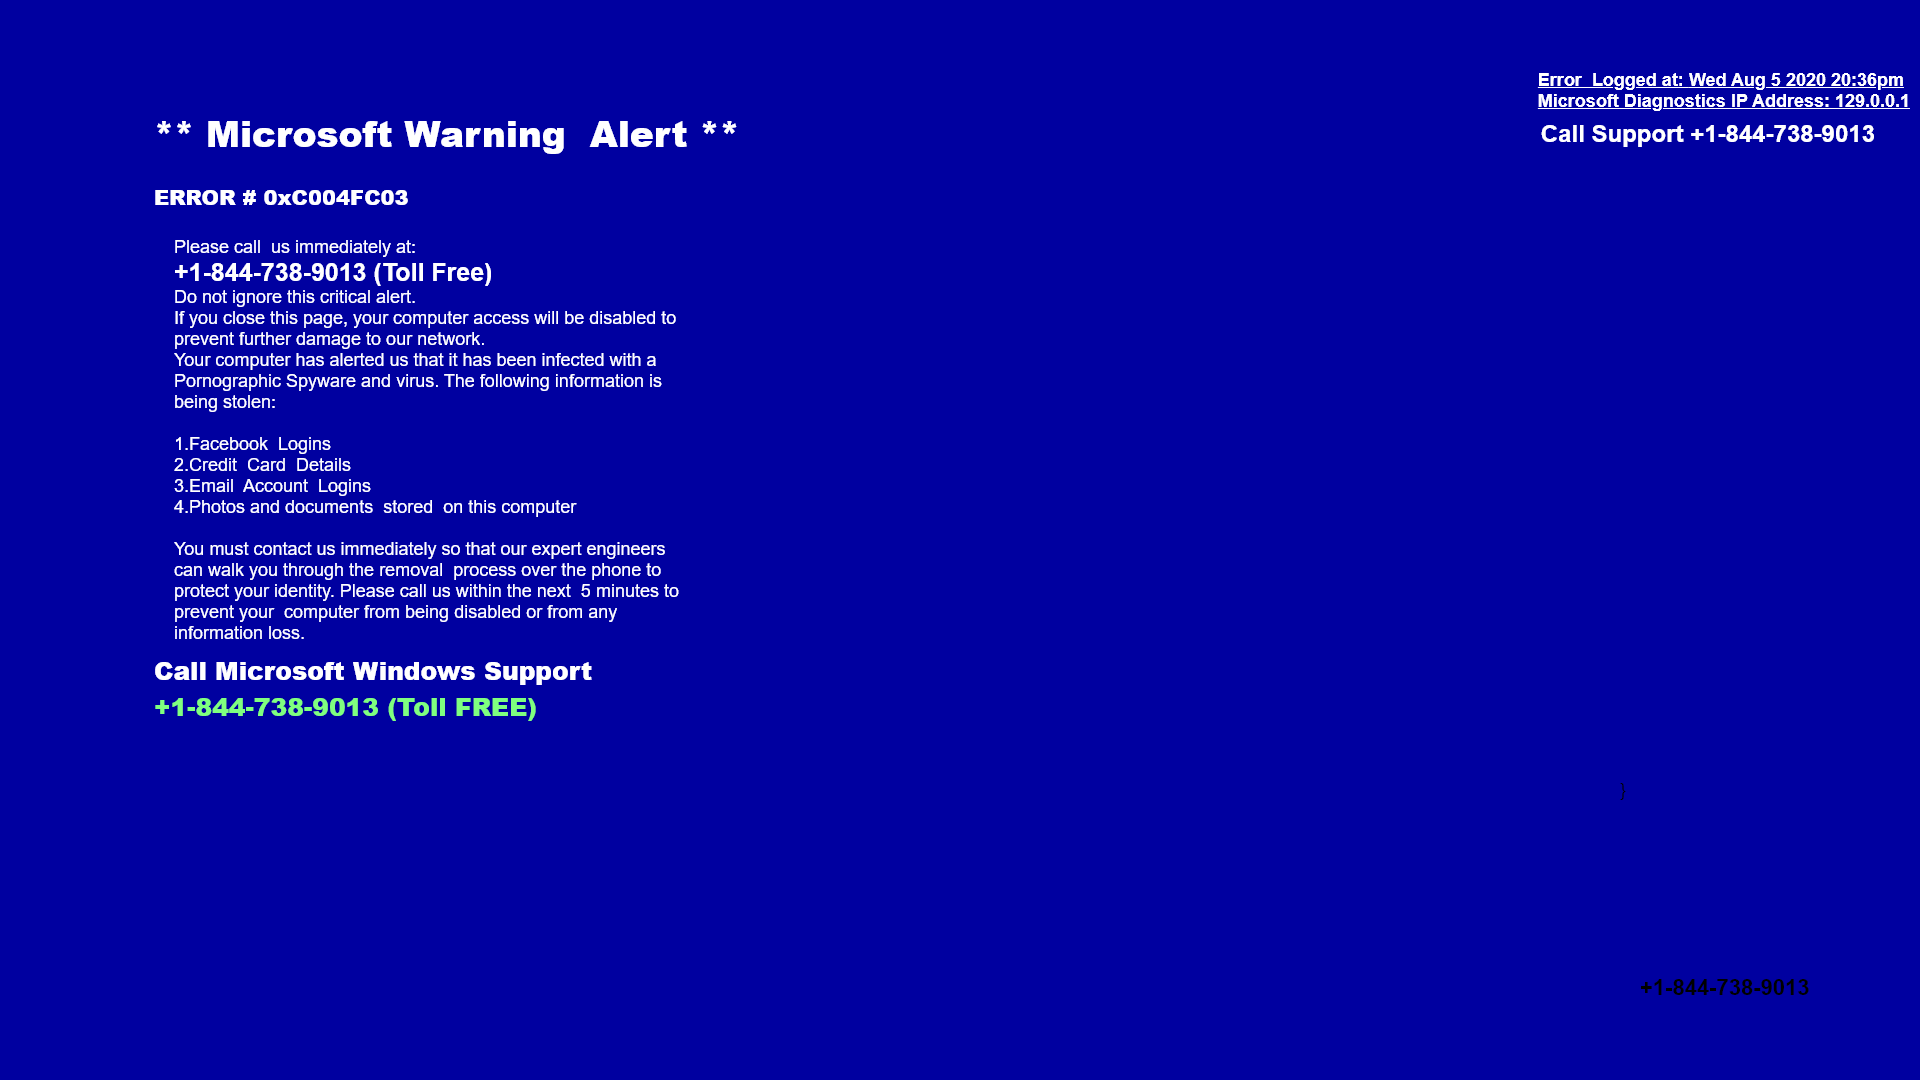 Error Logged at: Wed Aug 5 2020 20:36pm
Microsoft Diagnostics IP Address: 129.0.0.1
Call Support +1-844-738-9013
** Microsoft Warning Alert **
ERROR # 0xC004FC03
Please call us immediately at:
+1-844-738-9013 (Toll Free)
Do not ignore this critical alert.
If you close this page, your computer access will be disabled to
prevent further damage to our network.
Your computer has alerted us that it has been infected with a
Pornographic Spyware and virus. The following information is
being stolen:
1.Facebook Logins
2.Credit Card Details
3.Email Account Logins
4.Photos and documents stored on this computer
You must contact us immediately so that our expert engineers
can walk you through the removal process over the phone to
protect your identity. Please call us within the next 5 minutes to
prevent your computer from being disabled or from any
information loss.
Call Microsoft Windows Support
+1-844-738-9013 (Toll FREE)
}
+1-844-738-9013